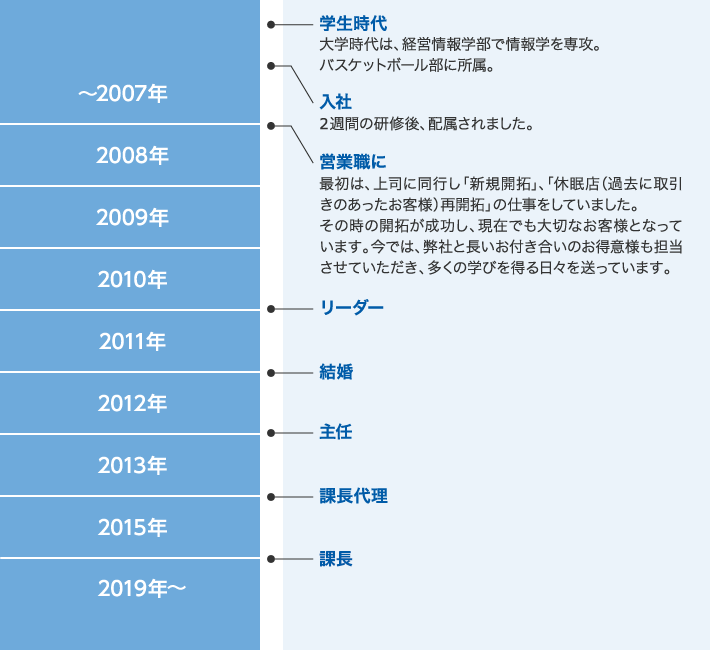 ～2007年
2008年
2009年
2010年
2011年
2012年
2013年
2015年
2019年～
学生時代
大学時代は、経営情報学部で情報学を専攻。
バスケットボール部に所属。
入社
2週間の研修後、配属されました。
営業職に
最初は、上司に同行し「新規開拓」、「休眠店（過去に取引
きのあったお客様）再開拓」の仕事をしていました。
その時の開拓が成功し、現在でも大切なお客様となって
います。今では、弊社と長いお付き合いのお得意様も担当
させていただき、多くの学びを得る日々を送っています。
リーダー
結婚
主任
課長代理
課長